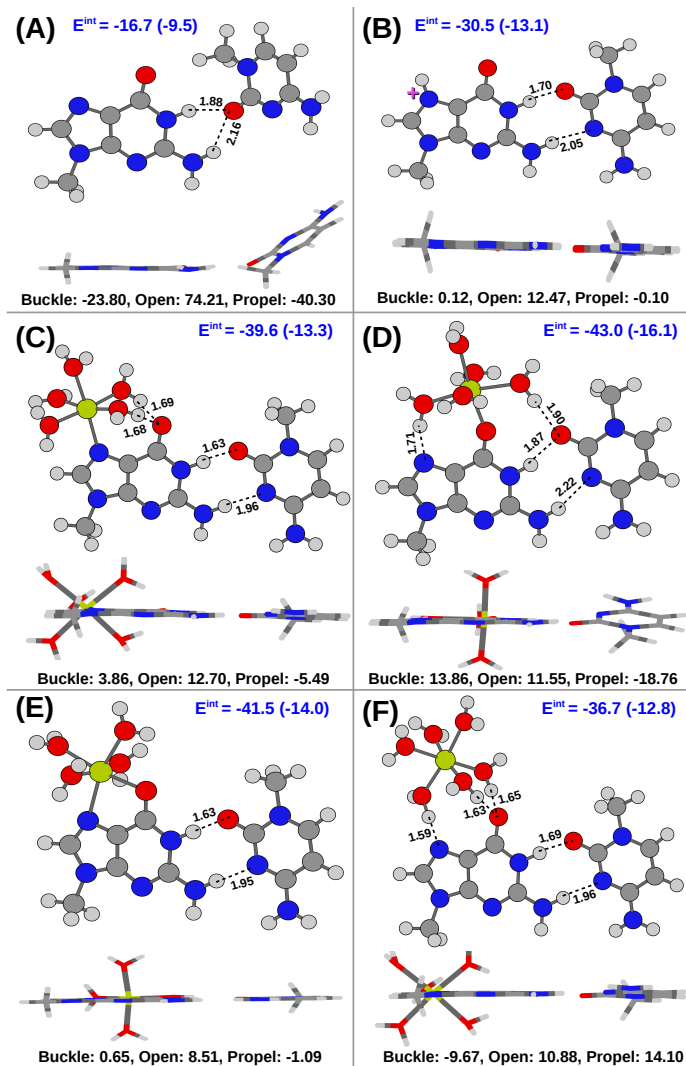 (A)
E^int = -16.7 (-9.5)
1.88
2.16
Buckle: -23.80, Open: 74.21, Propel: -40.30
(B)
E^int = -30.5 (-13.1)
+
1.70
2.05
Buckle: 0.12, Open: 12.47, Propel: -0.10
(C)
E^int = -39.6 (-13.3)
1.69
1.68
1.63
1.96
Buckle: 3.86, Open: 12.70, Propel: -5.49
(D)
E^int = -43.0 (-16.1)
1.90
1.71
1.87
2.22
Buckle: 13.86, Open: 11.55, Propel: -18.76
(E)
E^int = -41.5 (-14.0)
1.63
1.95
Buckle: 0.65, Open: 8.51, Propel: -1.09
(F)
E^int = -36.7 (-12.8)
1.65
1.63
1.59
1.69
1.96
Buckle: -9.67, Open: 10.88, Propel: 14.10